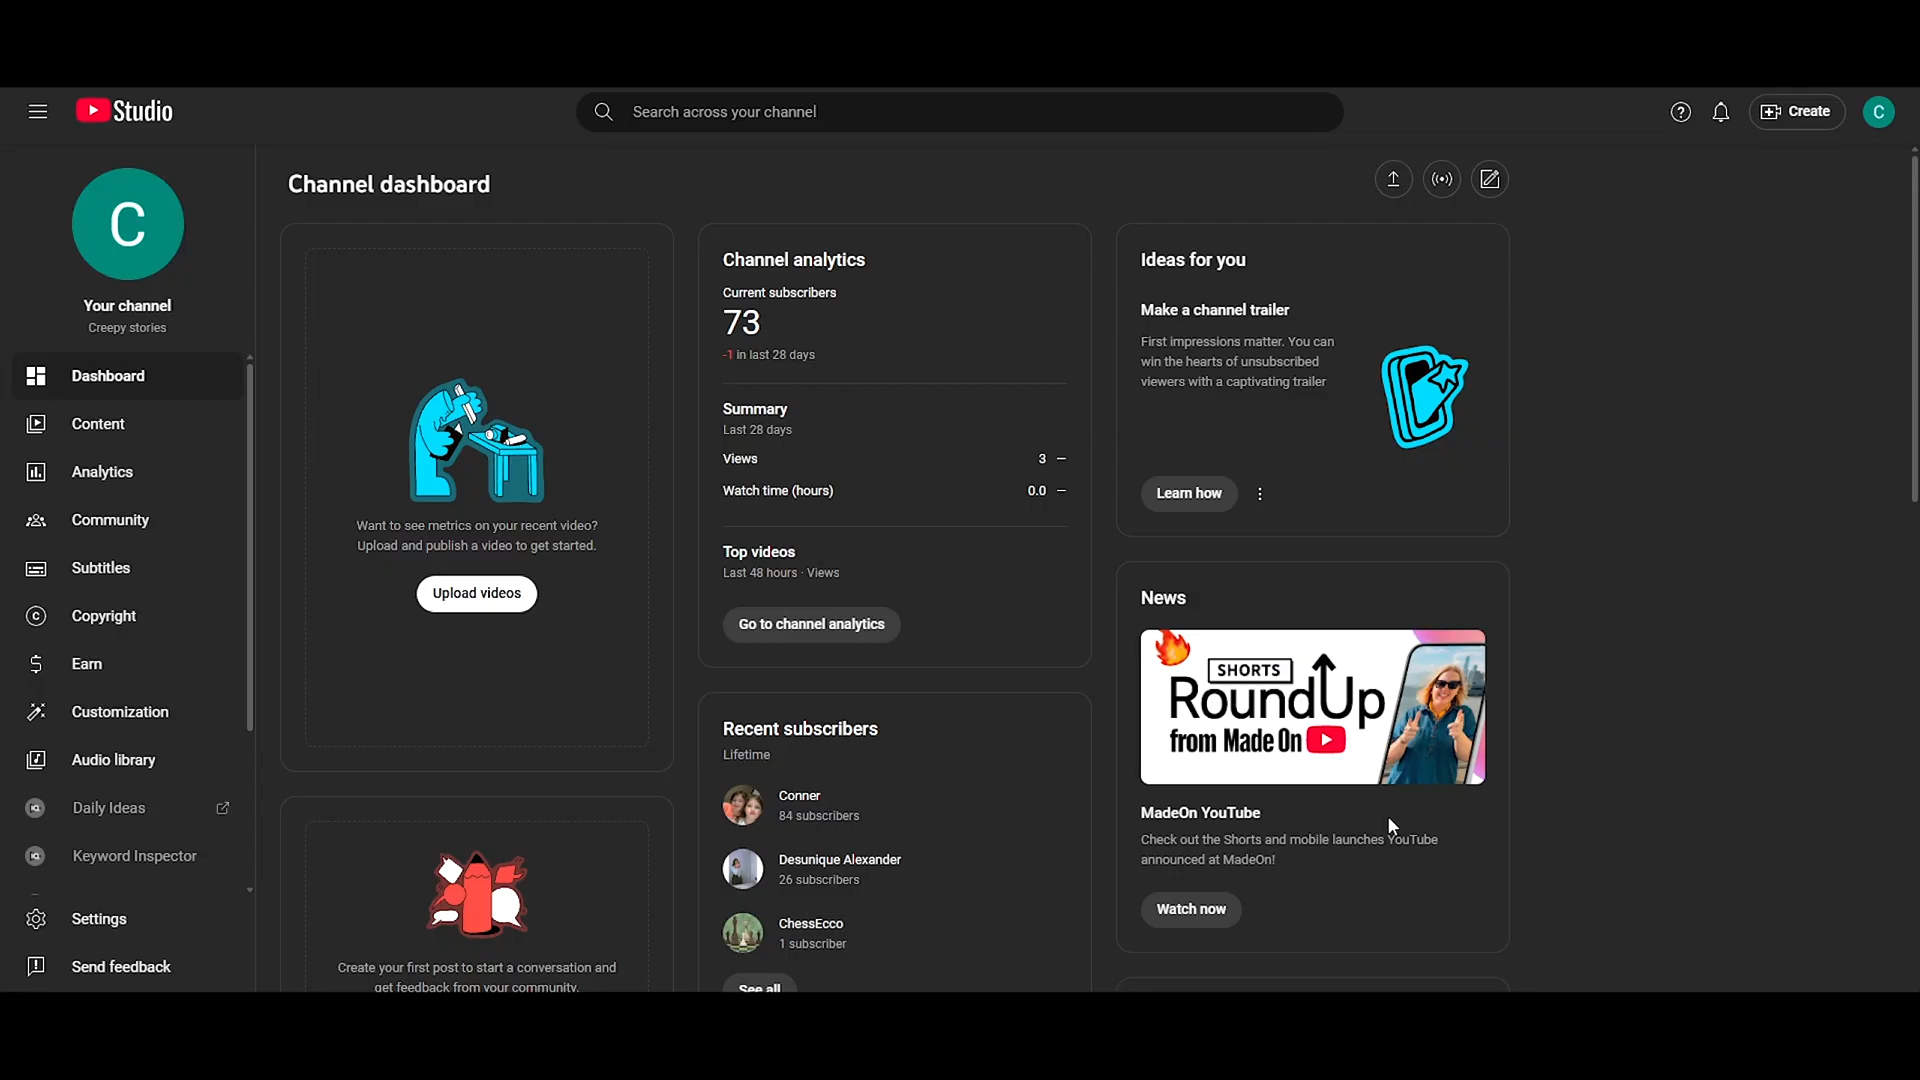 Studio
Search across your channel
Create
C
C
Your channel
Creepy stories
Dashboard
Content
Analytics
Community
Subtitles
Copyright
Earn
Customization
Audio library
Daily Ideas
Keyword Inspector
Settings
Send feedback
Channel dashboard
Want to see metrics on your recent video?
Upload and publish a video to get started.
Upload videos
Create your first post to start a conversation and
get feedback from your community.
Channel analytics
Current subscribers
73
-1 in last 28 days
Summary
Last 28 days
Views 3 —
Watch time (hours) 0.0 —
Top videos
Last 48 hours · Views
Go to channel analytics
Recent subscribers
Lifetime
Conner
84 subscribers
Desunique Alexander
26 subscribers
ChessEcco
1 subscriber
See all
Ideas for you
Make a channel trailer
First impressions matter. You can
win the hearts of unsubscribed
viewers with a captivating trailer
Learn how
News
SHORTS
RoundUp
from Made On
MadeOn YouTube
Check out the Shorts and mobile launches YouTube
announced at MadeOn!
Watch now